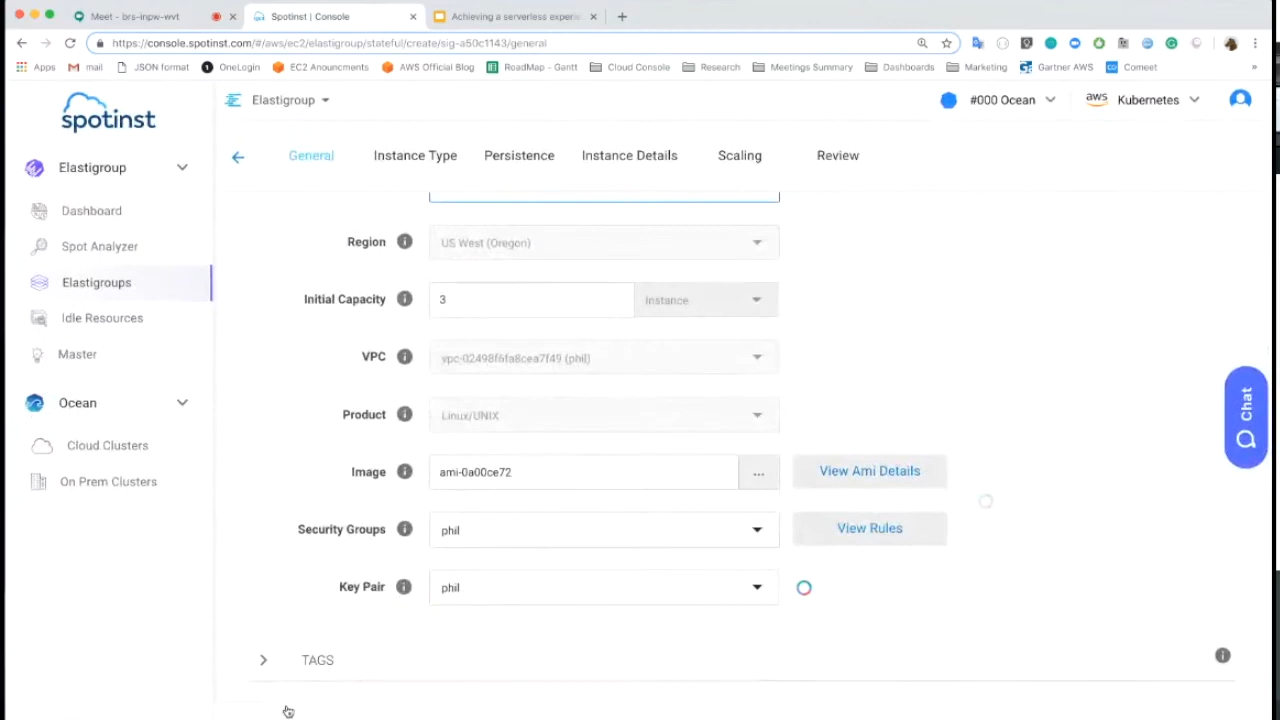 Meet - brs-inpw-wvt
Spotinst | Console
Achieving a serverless experie
https://console.spotinst.com/#/aws/ec2/elastigroup/stateful/create/sig-a50c1143/general
Apps
mail
JSON format
OneLogin
EC2 Anouncments
AWS Official Blog
RoadMap - Gantt
Cloud Console
Research
Meetings Summary
Dashboards
Marketing
Gartner AWS
Comeet
»
spotinst
Elastigroup
#000 Ocean
aws
Kubernetes
General
Instance Type
Persistence
Instance Details
Scaling
Review
Elastigroup
Dashboard
Spot Analyzer
Elastigroups
Idle Resources
Master
Ocean
Cloud Clusters
On Prem Clusters
Region
US West (Oregon)
Initial Capacity
3
Instance
VPC
vpc-02498f6fa8cea7f49 (phil)
Product
Linux/UNIX
Image
ami-0a00ce72
...
View Ami Details
Security Groups
phil
View Rules
Key Pair
phil
TAGS
Chat